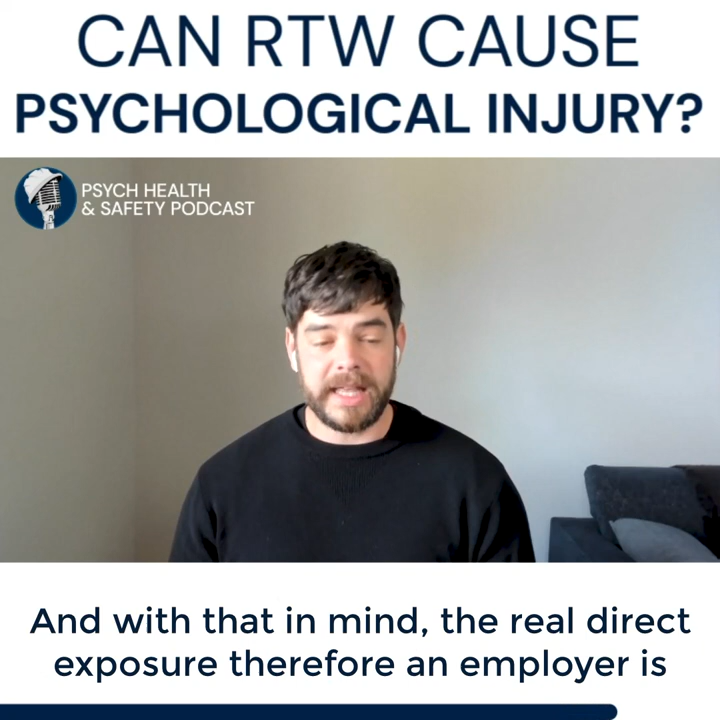 CAN RTW CAUSE
PSYCHOLOGICAL INJURY?
PSYCH HEALTH
& SAFETY PODCAST
And with that in mind, the real direct
exposure therefore an employer is